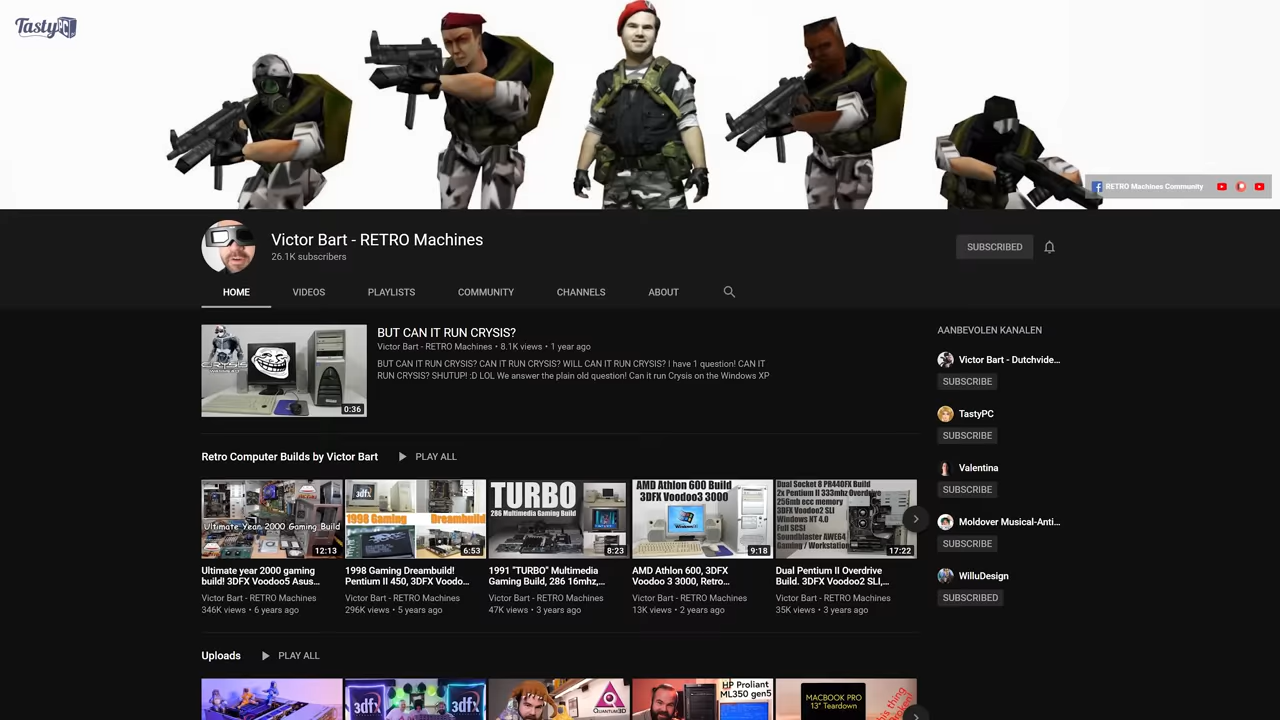 TastyPC
RETRO Machines Community
Victor Bart - RETRO Machines
26.1K subscribers
SUBSCRIBED
HOME
VIDEOS
PLAYLISTS
COMMUNITY
CHANNELS
ABOUT
CRYSIS
0:36
BUT CAN IT RUN CRYSIS?
Victor Bart - RETRO Machines • 8.1K views • 1 year ago
BUT CAN IT RUN CRYSIS? CAN IT RUN CRYSIS? WILL CAN IT RUN CRYSIS? I have 1 question! CAN IT
RUN CRYSIS? SHUTUP! :D LOL We answer the plain old question! Can it run Crysis on the Windows XP
AANBEVOLEN KANALEN
Victor Bart - Dutchvide...
SUBSCRIBE
TastyPC
SUBSCRIBE
Valentina
SUBSCRIBE
Moldover Musical-Anti...
SUBSCRIBE
WilluDesign
SUBSCRIBED
Retro Computer Builds by Victor Bart
PLAY ALL
Ultimate Year 2000 Gaming Build
12:13
Ultimate year 2000 gaming
build! 3DFX Voodoo5 Asus...
Victor Bart - RETRO Machines
346K views • 6 years ago
3dfx
1998 Gaming Dreambuild
6:53
1998 Gaming Dreambuild!
Pentium II 450, 3DFX Voodo...
Victor Bart - RETRO Machines
296K views • 5 years ago
TURBO
286 Multimedia Gaming Build
8:23
1991 "TURBO" Multimedia
Gaming Build, 286 16mhz,...
Victor Bart - RETRO Machines
47K views • 3 years ago
AMD Athlon 600 Build
3DFX Voodoo3 3000
9:18
AMD Athlon 600, 3DFX
Voodoo 3 3000, Retro...
Victor Bart - RETRO Machines
13K views • 2 years ago
Dual Socket 8 PR440FX Build
2x Pentium II 333mhz Overdrive
256mb ecc memory
3DFX Voodoo2 SLI
Windows NT 4.0
Full SCSI
Soundblaster AWE64
Gaming / Workstation
17:22
Dual Pentium II Overdrive
Build. 3DFX Voodoo2 SLI,...
Victor Bart - RETRO Machines
35K views • 3 years ago
Uploads
PLAY ALL
3dfx
3dfx
QUANTUM3D
HP Proliant
ML350 gen5
MACBOOK PRO
13" Teardown
this thing